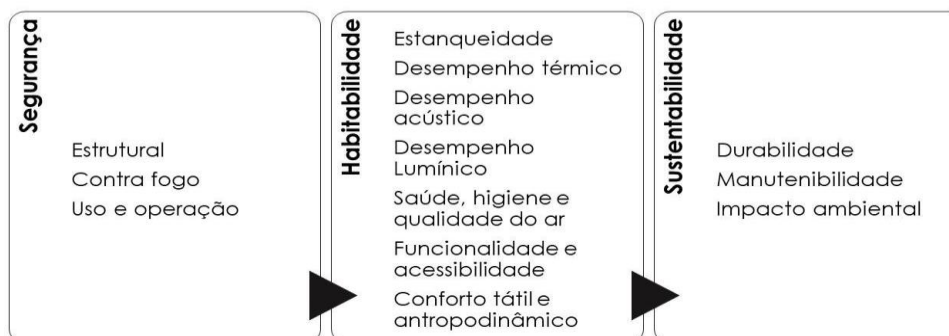 Segurança
Estrutural
Contra fogo
Uso e operação
Habitabilidade
Estanqueidade
Desempenho térmico
Desempenho
acústico
Desempenho
Lumínico
Saúde, higiene e
qualidade do ar
Funcionalidade e
acessibilidade
Conforto tátil e
antropodinâmico
Sustentabilidade
Durabilidade
Manutenibilidade
Impacto ambiental